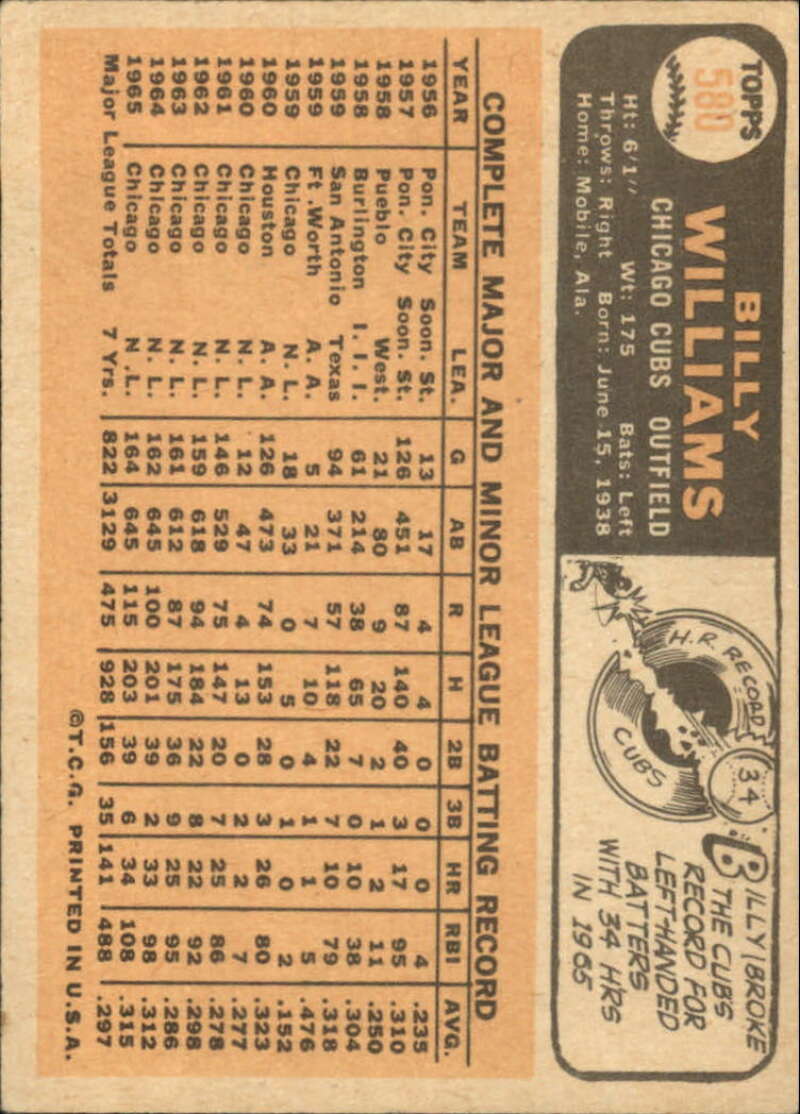 TOPPS
580
BILLY
WILLIAMS
CHICAGO CUBS OUTFIELD
Ht: 6'1" Wt: 175 Bats: Left
Throws: Right Born: June 15, 1938
Home: Mobile, Ala.
H.R. RECORD
CUBS
34
BILLY BROKE
THE CUB'S
RECORD FOR
LEFT-HANDED
BATTERS
WITH 34 HRS
IN 1965
COMPLETE MAJOR AND MINOR LEAGUE BATTING RECORD
YEAR TEAM LEA. G AB R H 2B 3B HR RBI AVG.
1956 Pon. City Soon. St. 13 17 4 4 0 0 0 4 .235
1957 Pon. City Soon. St. 126 451 87 140 40 3 17 95 .310
1958 Pueblo West. 21 80 9 20 2 1 2 11 .250
1958 Burlington I. I. I. 61 214 38 65 7 0 10 38 .304
1959 San Antonio Texas 94 371 57 118 22 7 10 79 .318
1959 Ft .Worth A. A. 5 21 7 10 4 1 1 5 .476
1959 Chicago N. L. 18 33 0 5 0 1 0 2 .152
1960 Houston A. A. 126 473 74 153 28 3 26 80 .323
1960 Chicago N. L. 12 47 4 13 0 2 2 7 .277
1961 Chicago N. L. 146 529 75 147 20 7 25 86 .278
1962 Chicago N. L. 159 618 94 184 22 8 22 92 .298
1963 Chicago N. L. 161 612 87 175 36 9 25 95 .286
1964 Chicago N. L. 162 645 100 201 39 2 33 98 .312
1965 Chicago N .L. 164 645 115 203 39 6 34 108 .315
Major League Totals 7 Yrs. 822 3129 475 928 156 35 141 488 .297
©T.C.G. PRINTED IN U.S.A.